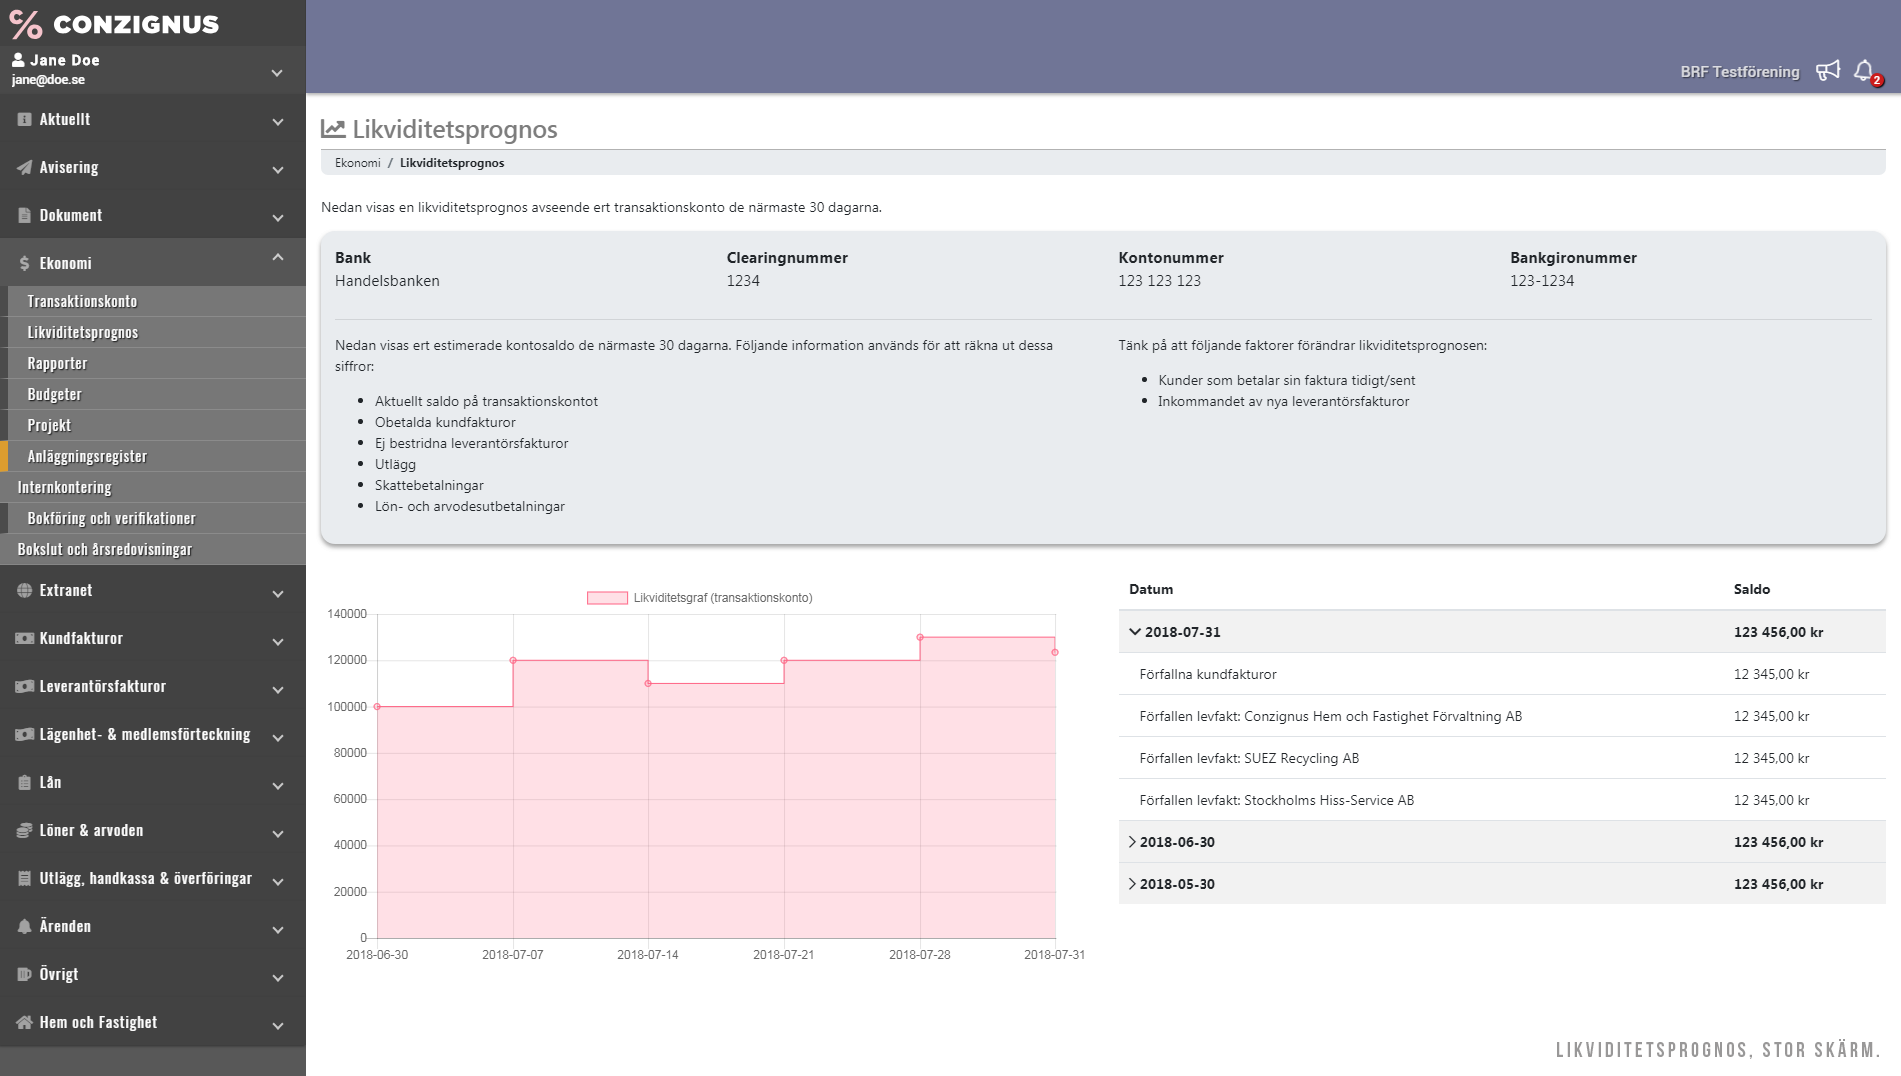 CONZIGNUS
Jane Doe
jane@doe.se
Aktuellt
Avisering
Dokument
Ekonomi
Transaktionskonto
Likviditetsprognos
Rapporter
Budgeter
Projekt
Anläggningsregister
Internkontering
Bokföring och verifikationer
Bokslut och årsredovisningar
Extranet
Kundfakturor
Leverantörsfakturor
Lägenhet- & medlemsförteckning
Lån
Löner & arvoden
Utlägg, handkassa & överföringar
Ärenden
Övrigt
Hem och Fastighet
BRF Testförening
2
Likviditetsprognos
Ekonomi / Likviditetsprognos
Nedan visas en likviditetsprognos avseende ert transaktionskonto de närmaste 30 dagarna.
Bank Clearingnummer Kontonummer Bankgironummer
Handelsbanken 1234 123 123 123 123-1234
Nedan visas ert estimerade kontosaldo de närmaste 30 dagarna. Följande information används för att räkna ut dessa
siffror:
Aktuellt saldo på transaktionskontot
Obetalda kundfakturor
Ej bestridna leverantörsfakturor
Utlägg
Skattebetalningar
Lön- och arvodesutbetalningar
Tänk på att följande faktorer förändrar likviditetsprognosen:
Kunder som betalar sin faktura tidigt/sent
Inkommandet av nya leverantörsfakturor
Likviditetsgraf (transaktionskonto)
140000
120000
100000
80000
60000
40000
20000
0
2018-06-30 2018-07-07 2018-07-14 2018-07-21 2018-07-28 2018-07-31
Datum Saldo
2018-07-31 123 456,00 kr
Förfallna kundfakturor 12 345,00 kr
Förfallen levfakt: Conzignus Hem och Fastighet Förvaltning AB 12 345,00 kr
Förfallen levfakt: SUEZ Recycling AB 12 345,00 kr
Förfallen levfakt: Stockholms Hiss-Service AB 12 345,00 kr
2018-06-30 123 456,00 kr
2018-05-30 123 456,00 kr
LIKVIDITETSPROGNOS, STOR SKÄRM.